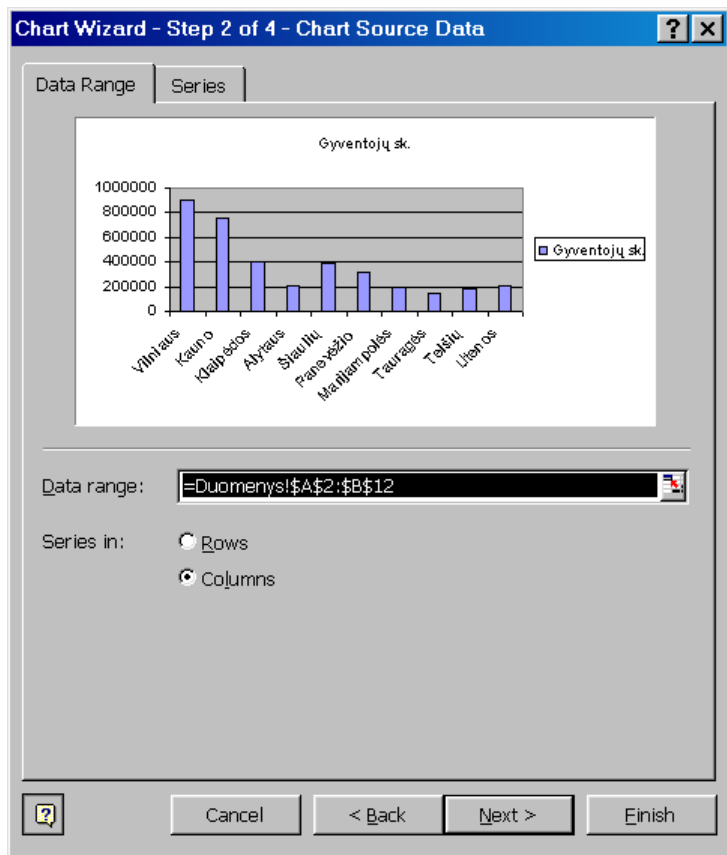 Chart Wizard - Step 2 of 4 - Chart Source Data
Data Range
Series
Gyventojų sk.
1000000
800000
600000
400000
200000
0
Vilniaus
Kauno
Klaipėdos
Alytaus
Šiaulių
Panevėžio
Marijampolės
Tauragės
Telšių
Utenos
Gyventojų sk.
Data range:
=Duomenys!$A$2:$B$12
Series in:
Rows
Columns
Cancel
< Back
Next >
Finish